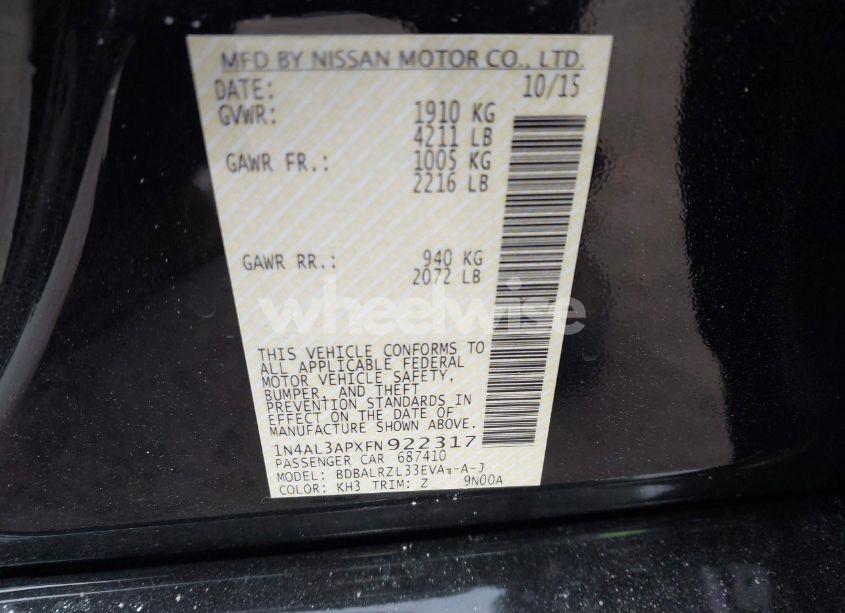 MFD BY NISSAN MOTOR CO., LTD.
DATE: 10/15
GVWR: 1910 KG
4211 LB
GAWR FR.: 1005 KG
2216 LB
GAWR RR.: 940 KG
2072 LB
wheelwise
THIS VEHICLE CONFORMS TO
ALL APPLICABLE FEDERAL
MOTOR VEHICLE SAFETY,
BUMPER, AND THEFT
PREVENTION STANDARDS IN
EFFECT ON THE DATE OF
MANUFACTURE SHOWN ABOVE.
1N4AL3APXFN922317
PASSENGER CAR 687410
MODEL: BDBALRZL33EVA--A-J
COLOR: KH3 TRIM: Z 9N00A